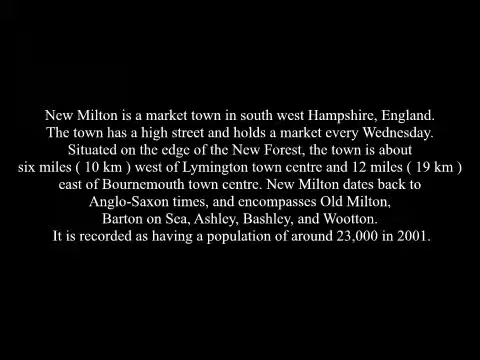 New Milton is a market town in south west Hampshire, England.
The town has a high street and holds a market every Wednesday.
Situated on the edge of the New Forest, the town is about
six miles ( 10 km ) west of Lymington town centre and 12 miles ( 19 km )
east of Bournemouth town centre. New Milton dates back to
Anglo-Saxon times, and encompasses Old Milton,
Barton on Sea, Ashley, Bashley, and Wootton.
It is recorded as having a population of around 23,000 in 2001.